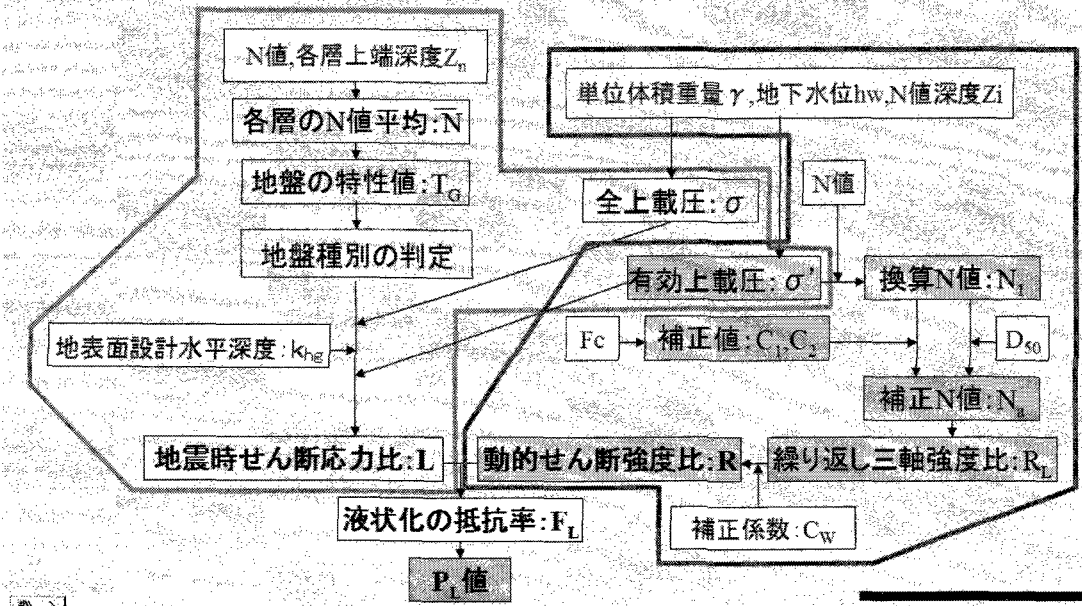 N値,各層上端深度Zn
各層のN値平均:N̅
地盤の特性値:TG
地盤種別の判定
地表面設計水平深度:khg
地震時せん断応力比:L
単位体積重量γ,地下水位hw,N値深度Zi
全上載圧:σ
N値
有効上載圧:σ'
換算N値:N1
Fc
補正値:C1,C2
D50
補正N値:Na
動的せん断強度比:R
繰り返し三軸強度比:RL
補正係数:CW
液状化の抵抗率:FL
PL値